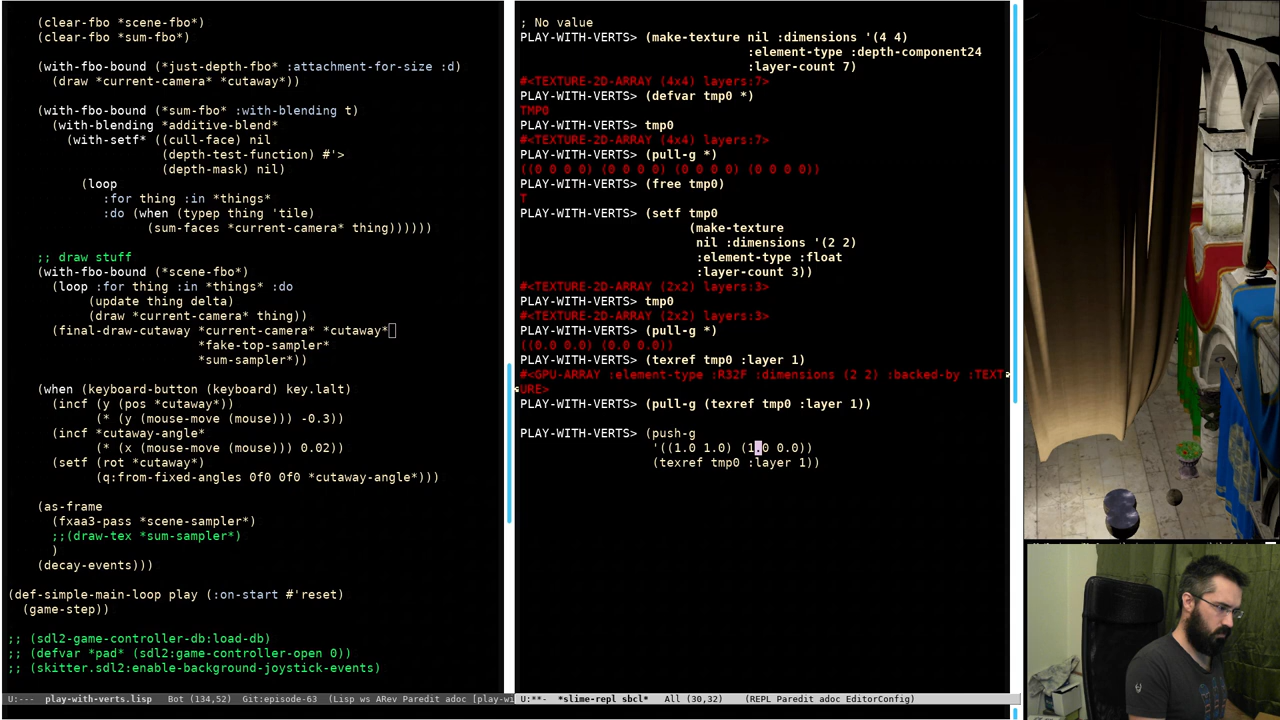 (clear-fbo *scene-fbo*)
(clear-fbo *sum-fbo*)
(with-fbo-bound (*just-depth-fbo* :attachment-for-size :d)
(draw *current-camera* *cutaway*))
(with-fbo-bound (*sum-fbo* :with-blending t)
(with-blending *additive-blend*
(with-setf* ((cull-face) nil
(depth-test-function) #'>
(depth-mask) nil)
(loop
:for thing :in *things*
:do (when (typep thing 'tile)
(sum-faces *current-camera* thing))))))
;; draw stuff
(with-fbo-bound (*scene-fbo*)
(loop :for thing :in *things* :do
(update thing delta)
(draw *current-camera* thing))
(final-draw-cutaway *current-camera* *cutaway*
*fake-top-sampler*
*sum-sampler*))
(when (keyboard-button (keyboard) key.lalt)
(incf (y (pos *cutaway*))
(* (y (mouse-move (mouse))) -0.3))
(incf *cutaway-angle*
(* (x (mouse-move (mouse))) 0.02))
(setf (rot *cutaway*)
(q:from-fixed-angles 0f0 0f0 *cutaway-angle*)))
(as-frame
(fxaa3-pass *scene-sampler*)
;;(draw-tex *sum-sampler*)
)
(decay-events)))
(def-simple-main-loop play (:on-start #'reset)
(game-step))
;; (sdl2-game-controller-db:load-db)
;; (defvar *pad* (sdl2:game-controller-open 0))
;; (skitter.sdl2:enable-background-joystick-events)
U:--- play-with-verts.lisp Bot (134,52) Git:episode-63 (Lisp ws ARev Paredit adoc [play-wi
; No value
PLAY-WITH-VERTS> (make-texture nil :dimensions '(4 4)
:element-type :depth-component24
:layer-count 7)
#<TEXTURE-2D-ARRAY (4x4) layers:7>
PLAY-WITH-VERTS> (defvar tmp0 *)
TMP0
PLAY-WITH-VERTS> tmp0
#<TEXTURE-2D-ARRAY (4x4) layers:7>
PLAY-WITH-VERTS> (pull-g *)
((0 0 0 0) (0 0 0 0) (0 0 0 0) (0 0 0 0))
PLAY-WITH-VERTS> (free tmp0)
T
PLAY-WITH-VERTS> (setf tmp0
(make-texture
nil :dimensions '(2 2)
:element-type :float
:layer-count 3))
#<TEXTURE-2D-ARRAY (2x2) layers:3>
PLAY-WITH-VERTS> tmp0
#<TEXTURE-2D-ARRAY (2x2) layers:3>
PLAY-WITH-VERTS> (pull-g *)
((0.0 0.0) (0.0 0.0))
PLAY-WITH-VERTS> (texref tmp0 :layer 1)
#<GPU-ARRAY :element-type :R32F :dimensions (2 2) :backed-by :TEXT
URE>
PLAY-WITH-VERTS> (pull-g (texref tmp0 :layer 1))
PLAY-WITH-VERTS> (push-g
'((1.0 1.0) (1.0 0.0))
(texref tmp0 :layer 1))
U:**- *slime-repl sbcl* All (30,32) (REPL Paredit adoc EditorConfig)